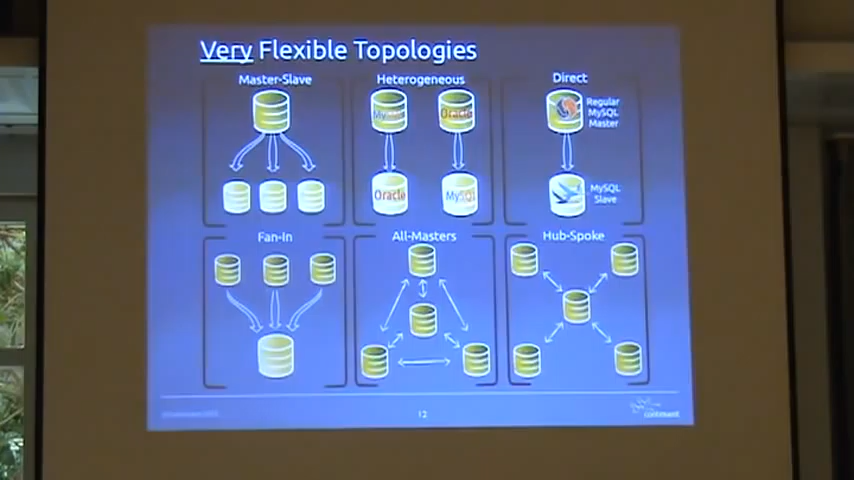 Very Flexible Topologies
Master-Slave
Heterogeneous
Direct
MySQL
Oracle
Regular
MySQL
Master
Oracle
MySQL
MySQL
Slave
Fan-In
All-Masters
Hub-Spoke
12
continuent